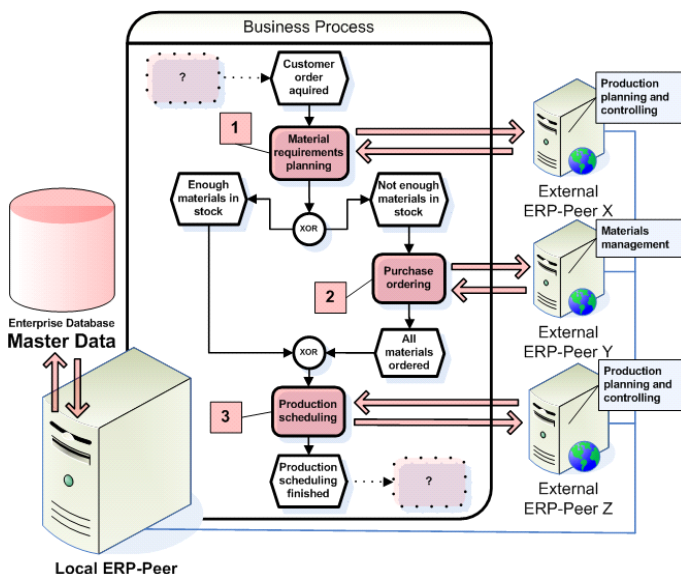 Business Process
?
Customer
order
aquired
Production
planning and
controlling
1
Material
requirements
planning
External
ERP-Peer X
Enough
materials in
stock
Not enough
materials in
stock
XOR
Materials
management
2
Purchase
ordering
Enterprise Database
Master Data
External
ERP-Peer Y
XOR
All
materials
ordered
Production
planning and
controlling
3
Production
scheduling
Production
scheduling
finished
?
External
ERP-Peer Z
Local ERP-Peer